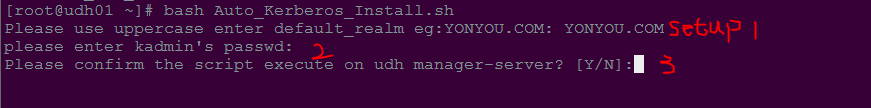 [root@udh01 ~]# bash Auto_Kerberos_Install.sh
Please use uppercase enter default_realm eg:YONYOU.COM: YONYOU.COM setup 1
please enter kadmin's passwd: 2
Please confirm the script execute on udh manager-server? [Y/N]: 3